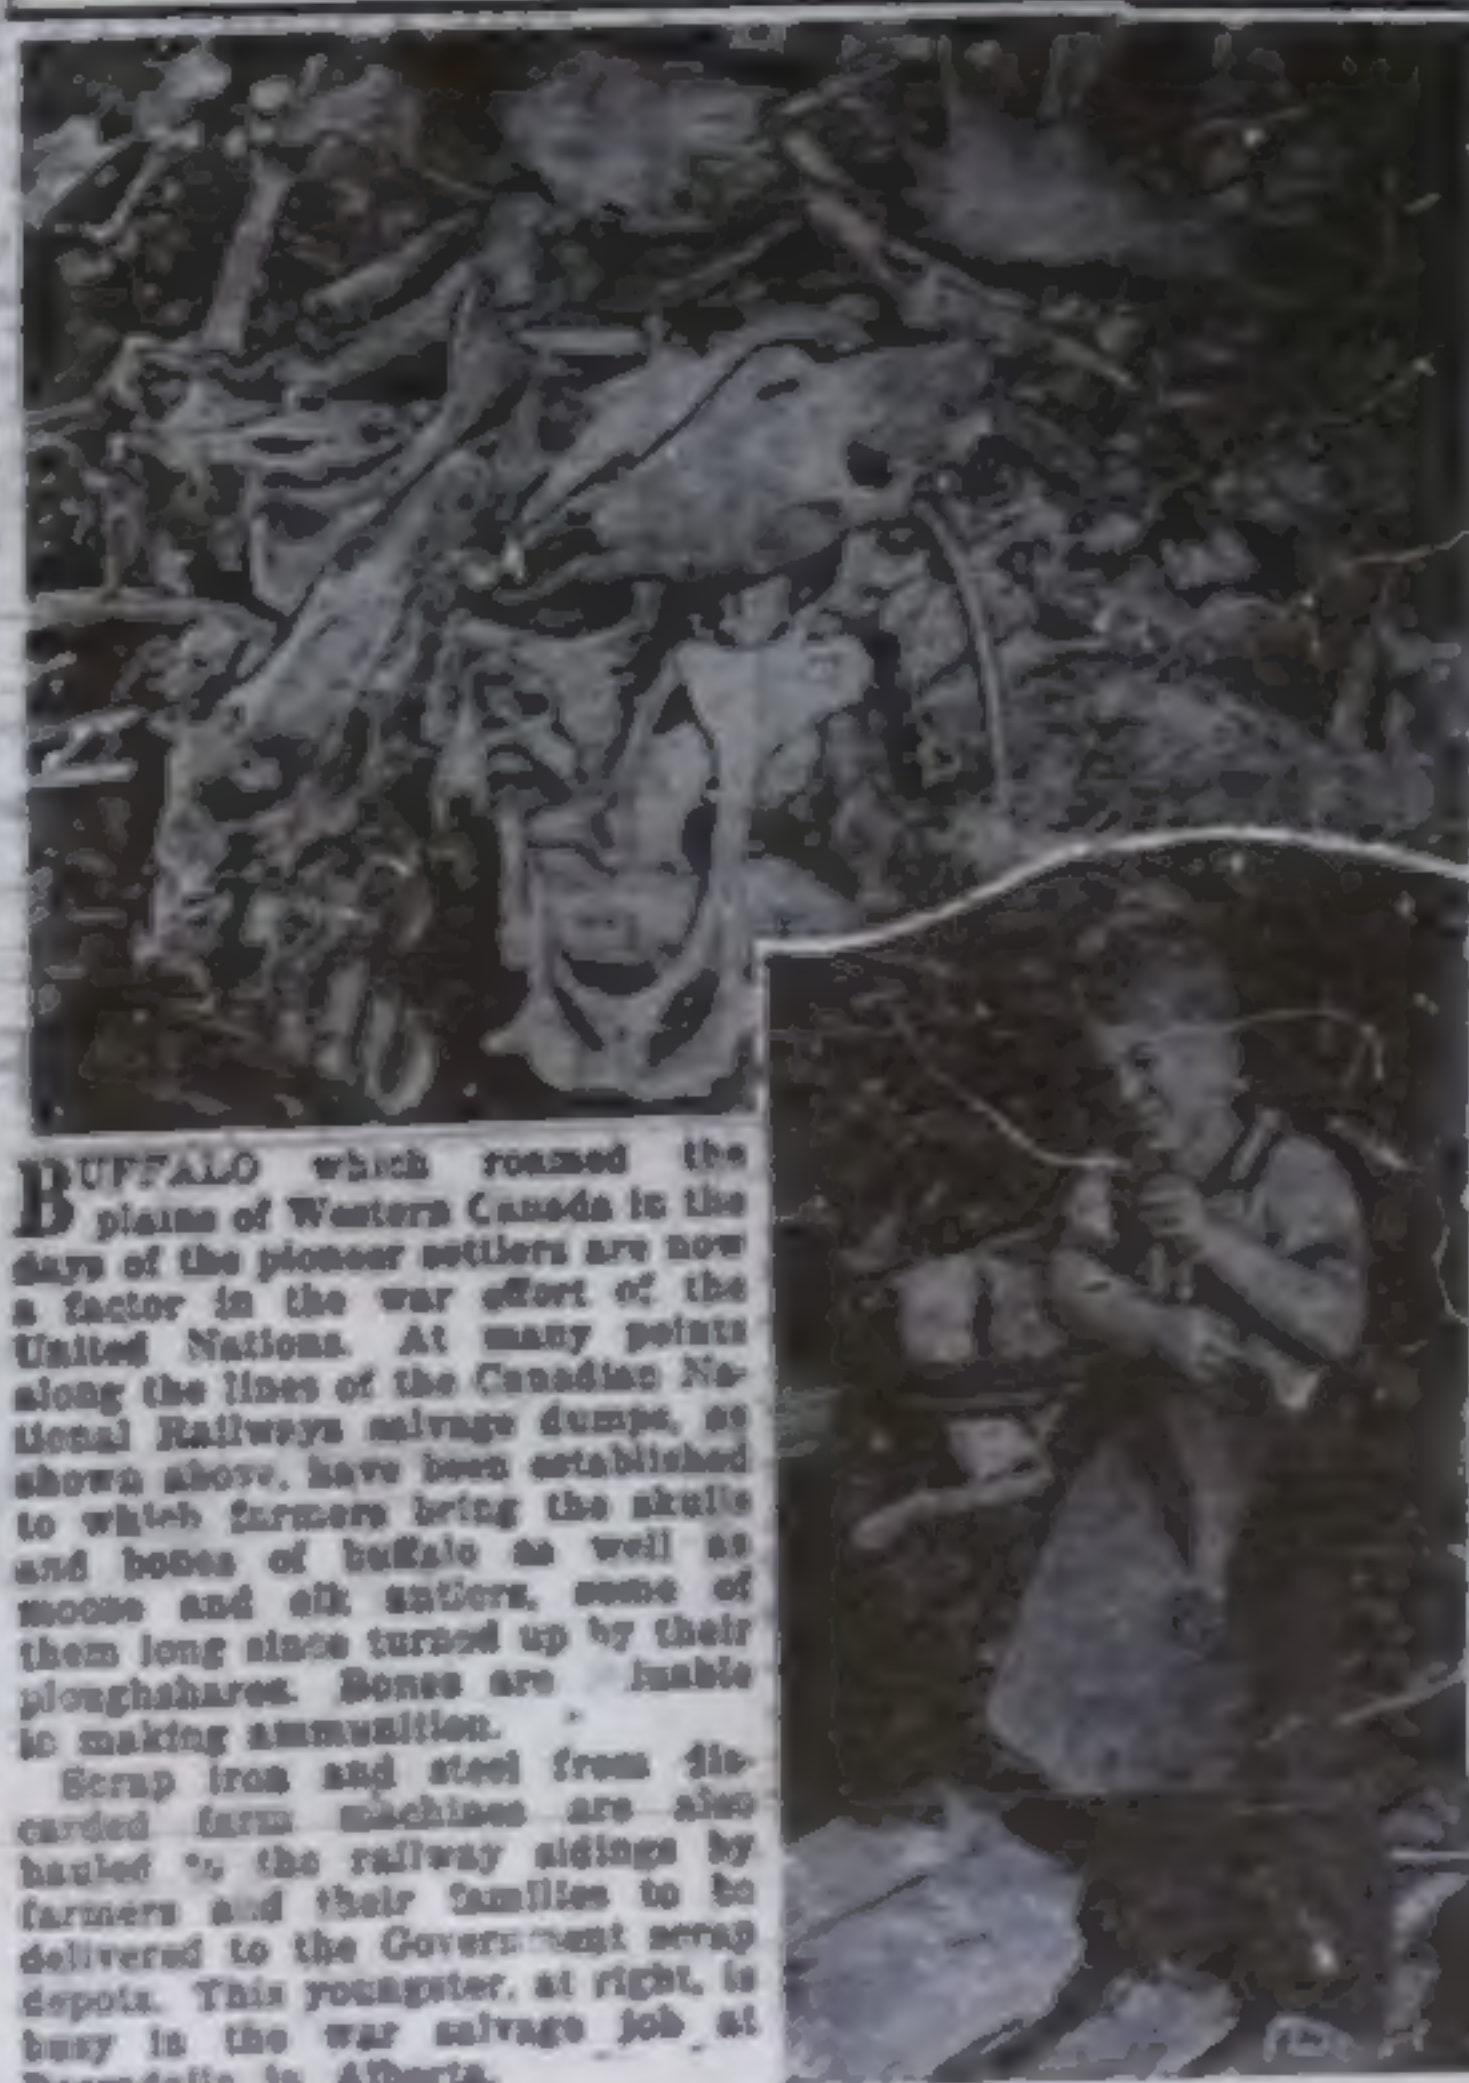 BUFFALO which roamed the
plains of Western Canada in the
days of the pioneer settlers are now
a factor in the war effort of the
United Nations. At many points
along the lines of the Canadian Na-
tional Railways salvage dumps, as
shown above, have been established
to which farmers bring the skulls
and bones of buffalo as well as
moose and elk antlers, some of
them long since turned up by their
ploughshares. Bones are
in making ammunition.
Scrap iron and steel from dis-
carded farm machines are also
hauled to the railway sidings by
farmers and their families to be
delivered to the Government scrap
depots. This youngster, at right, is
busy in the war salvage job at
in Alberta.